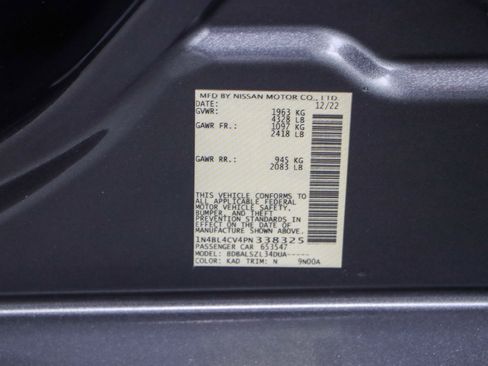 MFD BY NISSAN MOTOR CO., LTD.
DATE: 12/22
GVWR: 1963 KG
4328 LB
GAWR FR.: 1097 KG
2418 LB
GAWR RR.: 945 KG
2083 LB
THIS VEHICLE CONFORMS TO
ALL APPLICABLE FEDERAL
MOTOR VEHICLE SAFETY,
BUMPER, AND THEFT
PREVENTION STANDARDS IN
EFFECT ON THE DATE OF
MANUFACTURE SHOWN ABOVE.
1N4BL4CV4PN338325
PASSENGER CAR 653547
MODEL: BDBALSZL34DUA-----
COLOR: KAD TRIM: N 9N00A